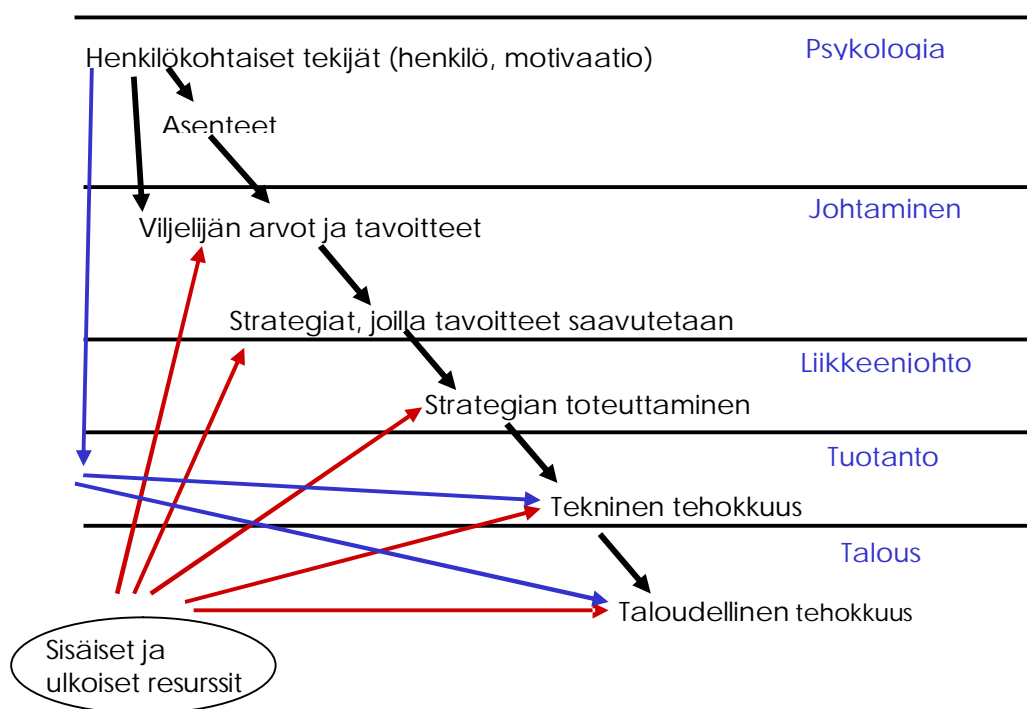 Psykologia
Henkilökohtaiset tekijät (henkilö, motivaatio)
Asenteet
Johtaminen
Viljelijän arvot ja tavoitteet
Strategiat, joilla tavoitteet saavutetaan
Liikkeenjohto
Strategian toteuttaminen
Tuotanto
Tekninen tehokkuus
Talous
Taloudellinen tehokkuus
Sisäiset ja
ulkoiset resurssit